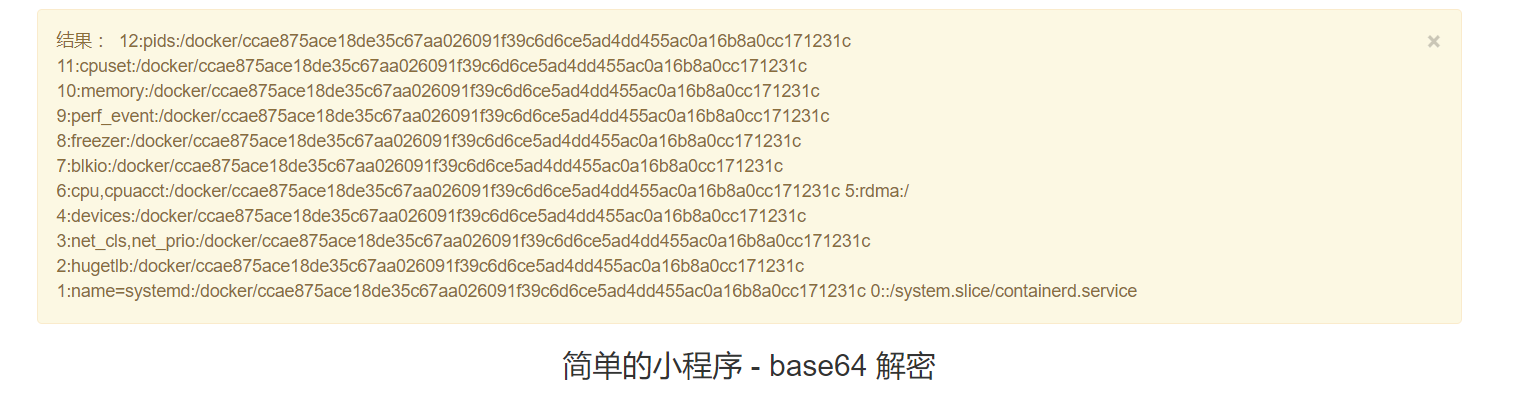 结果： 12:pids:/docker/ccae875ace18de35c67aa026091f39c6d6ce5ad4dd455ac0a16b8a0cc171231c
×
11:cpuset:/docker/ccae875ace18de35c67aa026091f39c6d6ce5ad4dd455ac0a16b8a0cc171231c
10:memory:/docker/ccae875ace18de35c67aa026091f39c6d6ce5ad4dd455ac0a16b8a0cc171231c
9:perf_event:/docker/ccae875ace18de35c67aa026091f39c6d6ce5ad4dd455ac0a16b8a0cc171231c
8:freezer:/docker/ccae875ace18de35c67aa026091f39c6d6ce5ad4dd455ac0a16b8a0cc171231c
7:blkio:/docker/ccae875ace18de35c67aa026091f39c6d6ce5ad4dd455ac0a16b8a0cc171231c
6:cpu,cpuacct:/docker/ccae875ace18de35c67aa026091f39c6d6ce5ad4dd455ac0a16b8a0cc171231c 5:rdma:/
4:devices:/docker/ccae875ace18de35c67aa026091f39c6d6ce5ad4dd455ac0a16b8a0cc171231c
3:net_cls,net_prio:/docker/ccae875ace18de35c67aa026091f39c6d6ce5ad4dd455ac0a16b8a0cc171231c
2:hugetlb:/docker/ccae875ace18de35c67aa026091f39c6d6ce5ad4dd455ac0a16b8a0cc171231c
1:name=systemd:/docker/ccae875ace18de35c67aa026091f39c6d6ce5ad4dd455ac0a16b8a0cc171231c 0::/system.slice/containerd.service
简单的小程序 - base64 解密